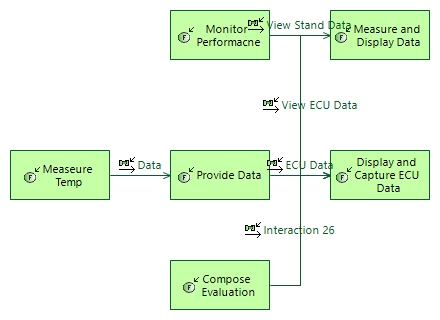 Monitor
Performacne
View Stand Data
Measure and
Display Data
View ECU Data
Measeure
Temp
Data
Provide Data
ECU Data
Display and
Capture ECU
Data
Interaction 26
Compose
Evaluation